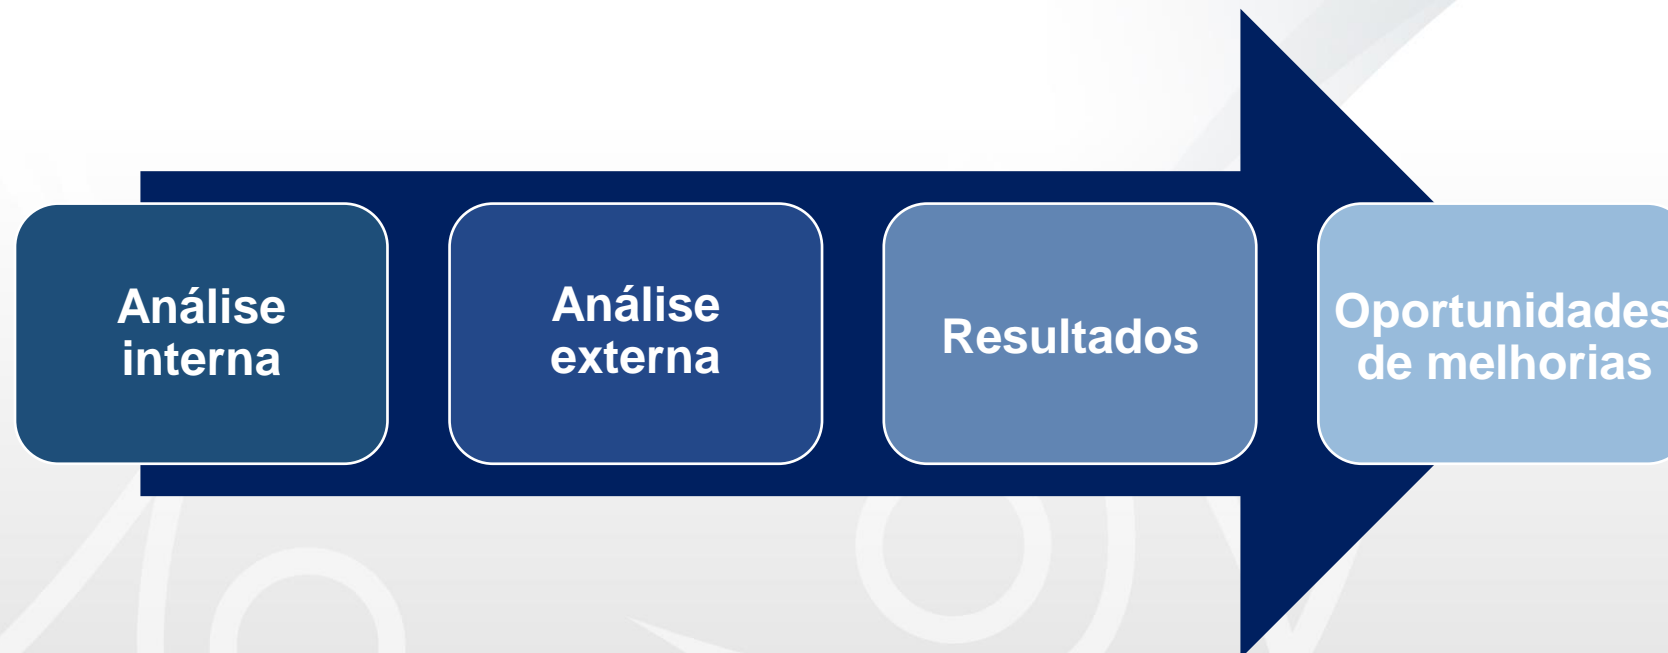 Análise
interna
Análise
externa
Resultados
Oportunidades
de melhorias